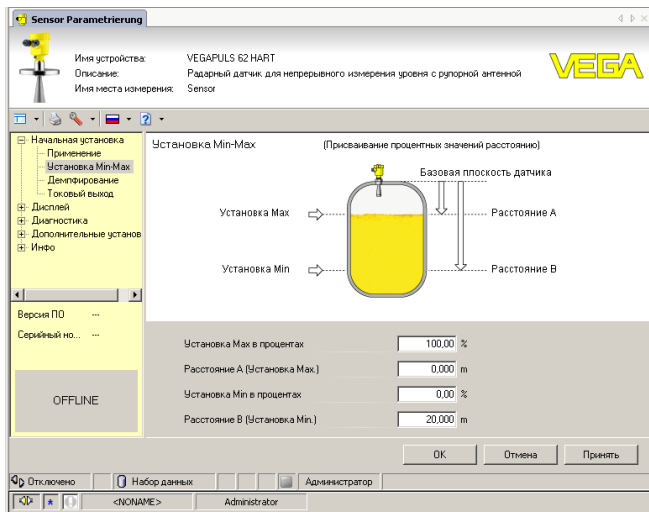 Sensor Parametrierung
Имя устройства: VEGAPULS 62 HART
Описание: Радарный датчик для непрерывного измерения уровня с рупорной антенной
Имя места измерения: Sensor
VEGA
Начальная установка
Применение
Установка Min-Max
Демпфирование
Токовый выход
Дисплей
Диагностика
Дополнительные установ
Инфо
Версия ПО ---
Серийный но... ---
OFFLINE
Установка Min-Max (Присваивание процентных значений расстоянию)
Базовая плоскость датчика
Установка Max Расстояние A
Установка Min Расстояние B
Установка Max в процентах 100,00 %
Расстояние A (Установка Max.) 0,000 m
Установка Min в процентах 0,00 %
Расстояние B (Установка Min.) 20,000 m
OK Отмена Принять
Отключено Набор данных Администратор
<NONAME> Administrator